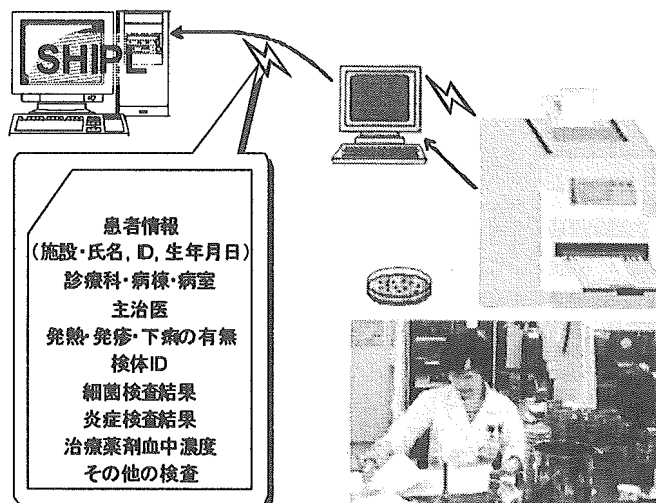 SHIPL
患者情報
(施設・氏名, ID, 生年月日)
診療科・病棟・病室
主治医
発熱・発疹・下痢の有無
検体ID
細菌検査結果
炎症検査結果
治療薬剤血中濃度
その他の検査